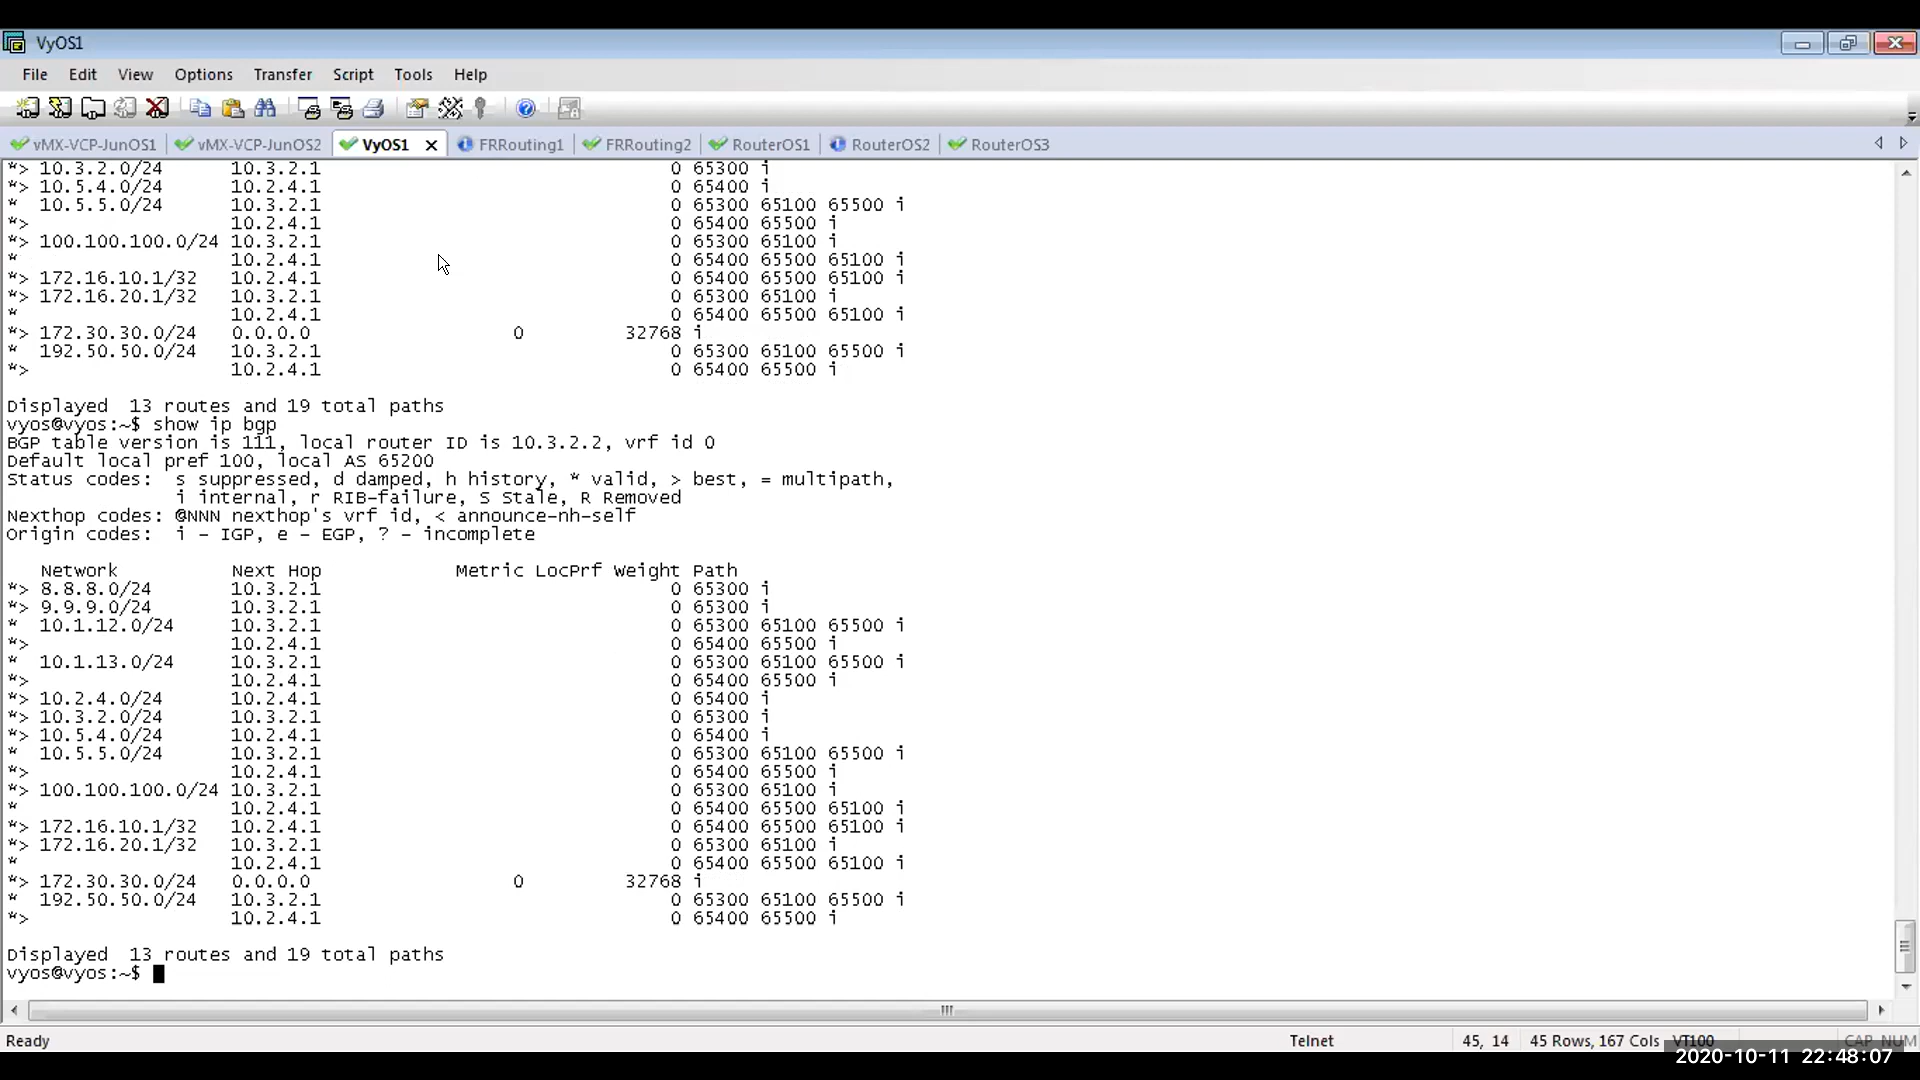 VyOS1
File Edit View Options Transfer Script Tools Help
vMX-VCP-JunOS1 vMX-VCP-JunOS2 VyOS1 FRRouting1 FRRouting2 RouterOS1 RouterOS2 RouterOS3
*> 10.3.2.0/24 10.3.2.1 0 65300 i
*> 10.5.4.0/24 10.2.4.1 0 65400 i
* 10.5.5.0/24 10.3.2.1 0 65300 65100 65500 i
*> 10.2.4.1 0 65400 65500 i
*> 100.100.100.0/24 10.3.2.1 0 65300 65100 i
* 10.2.4.1 0 65400 65500 65100 i
*> 172.16.10.1/32 10.2.4.1 0 65400 65500 65100 i
*> 172.16.20.1/32 10.3.2.1 0 65300 65100 i
* 10.2.4.1 0 65400 65500 65100 i
*> 172.30.30.0/24 0.0.0.0 0 32768 i
* 192.50.50.0/24 10.3.2.1 0 65300 65100 65500 i
*> 10.2.4.1 0 65400 65500 i
Displayed 13 routes and 19 total paths
vyos@vyos:~$ show ip bgp
BGP table version is 111, local router ID is 10.3.2.2, vrf id 0
Default local pref 100, local AS 65200
Status codes: s suppressed, d damped, h history, * valid, > best, = multipath,
i internal, r RIB-failure, S Stale, R Removed
Nexthop codes: @NNN nexthop's vrf id, < announce-nh-self
Origin codes: i - IGP, e - EGP, ? - incomplete
Network Next Hop Metric LocPrf Weight Path
*> 8.8.8.0/24 10.3.2.1 0 65300 i
*> 9.9.9.0/24 10.3.2.1 0 65300 i
* 10.1.12.0/24 10.3.2.1 0 65300 65100 65500 i
*> 10.2.4.1 0 65400 65500 i
* 10.1.13.0/24 10.3.2.1 0 65300 65100 65500 i
*> 10.2.4.1 0 65400 65500 i
*> 10.2.4.0/24 10.2.4.1 0 65400 i
*> 10.3.2.0/24 10.3.2.1 0 65300 i
*> 10.5.4.0/24 10.2.4.1 0 65400 i
* 10.5.5.0/24 10.3.2.1 0 65300 65100 65500 i
*> 10.2.4.1 0 65400 65500 i
*> 100.100.100.0/24 10.3.2.1 0 65300 65100 i
* 10.2.4.1 0 65400 65500 65100 i
*> 172.16.10.1/32 10.2.4.1 0 65400 65500 65100 i
*> 172.16.20.1/32 10.3.2.1 0 65300 65100 i
* 10.2.4.1 0 65400 65500 65100 i
*> 172.30.30.0/24 0.0.0.0 0 32768 i
* 192.50.50.0/24 10.3.2.1 0 65300 65100 65500 i
*> 10.2.4.1 0 65400 65500 i
Displayed 13 routes and 19 total paths
vyos@vyos:~$
Ready Telnet 45, 14 45 Rows, 167 Cols VT100 CAP NUM
2020-10-11 22:48:07